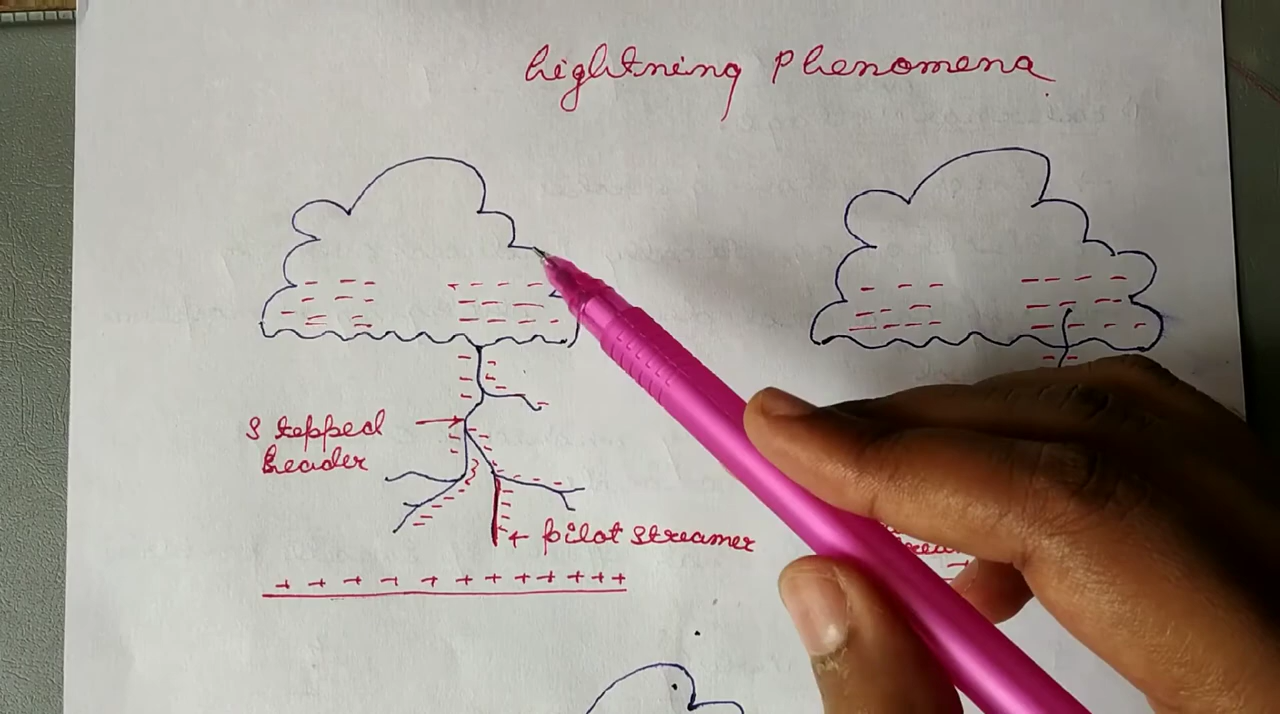 Lightning Phenomena
Stepped
Leader
pilot streamer